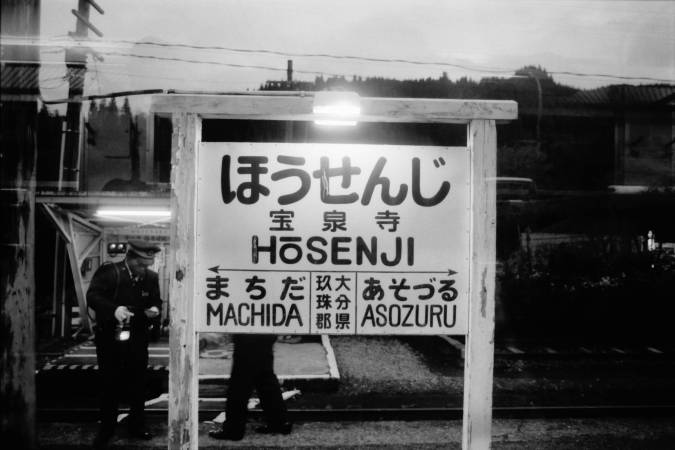 ほうせんじ
宝泉寺
HōSENJI
まちだ
MACHIDA
大分県
玖珠郡
あそづる
ASOZURU